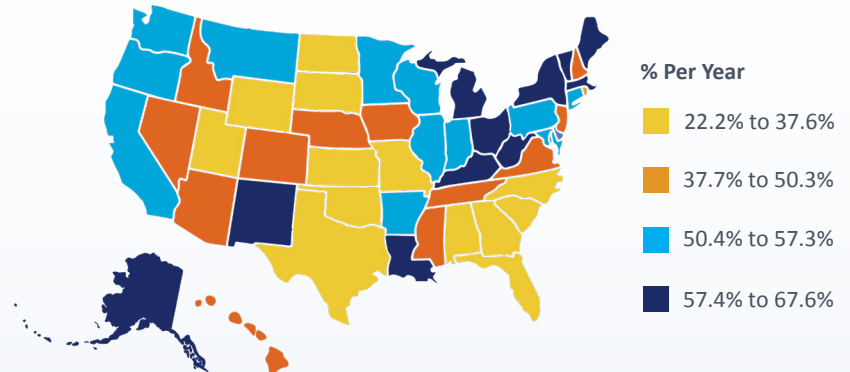 % Per Year
22.2% to 37.6%
37.7% to 50.3%
50.4% to 57.3%
57.4% to 67.6%